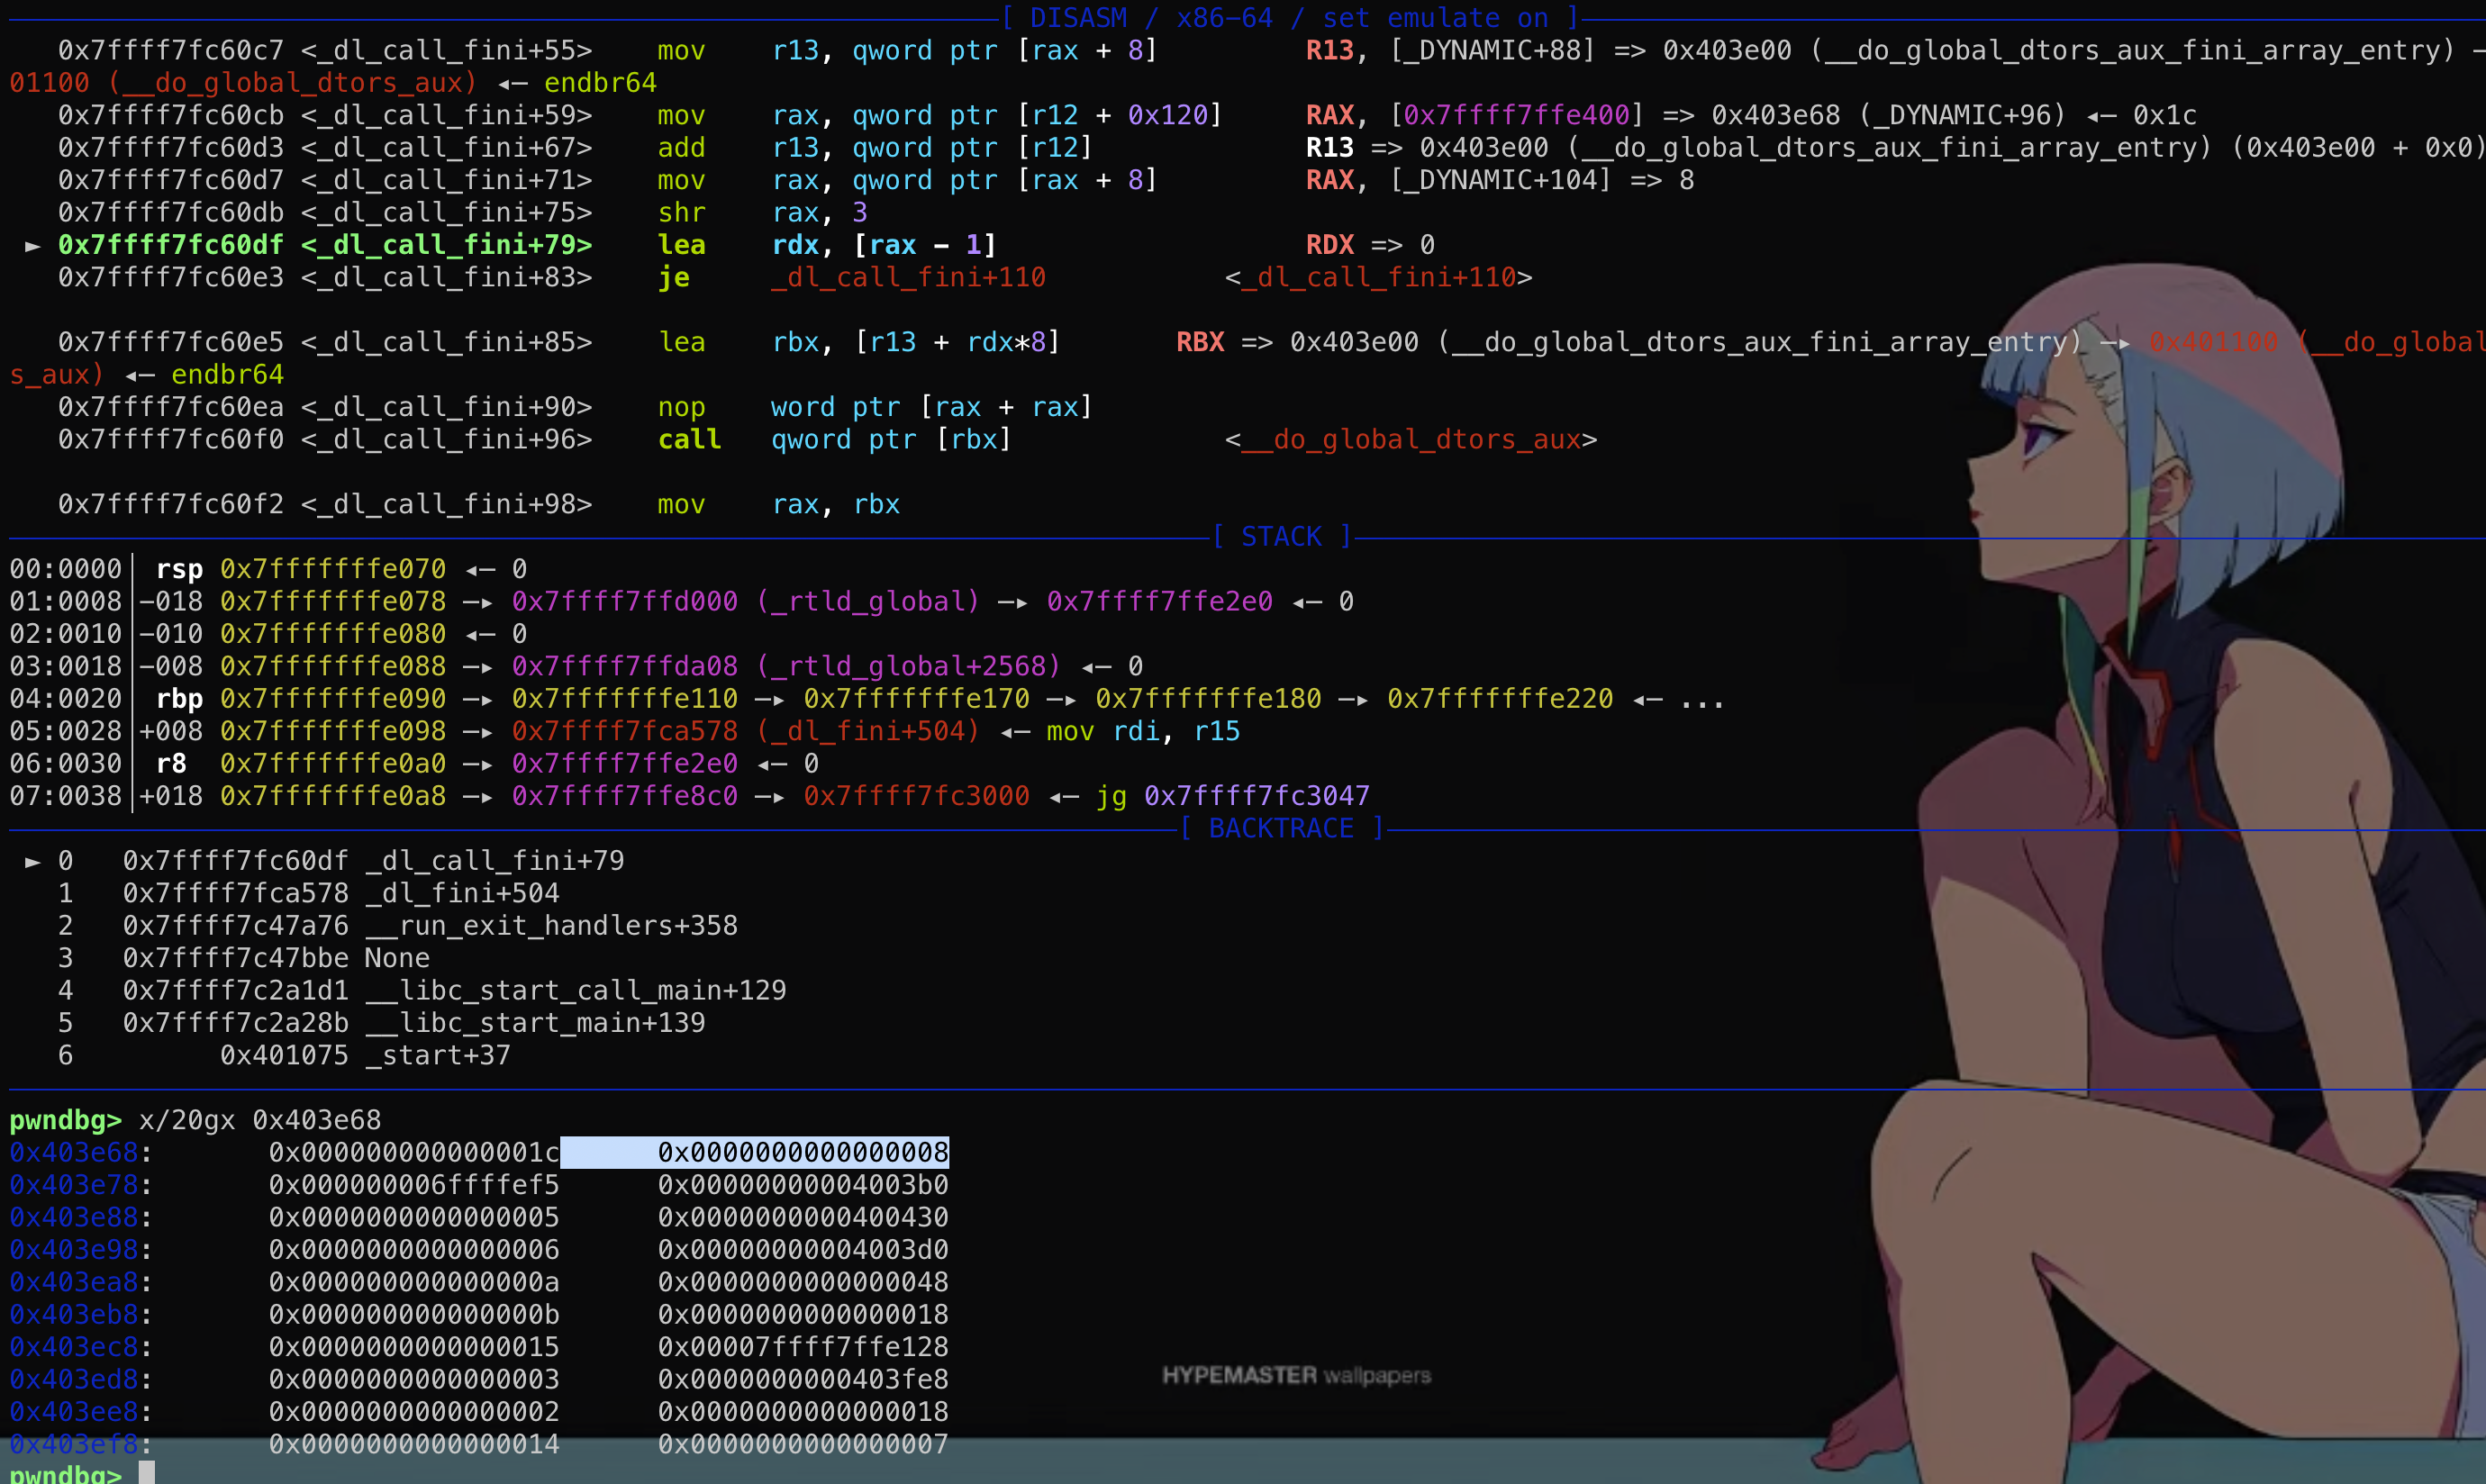 [ DISASM / x86-64 / set emulate on ]
0x7ffff7fc60c7 <_dl_call_fini+55> mov r13, qword ptr [rax + 8] R13, [_DYNAMIC+88] => 0x403e00 (__do_global_dtors_aux_fini_array_entry) —
01100 (__do_global_dtors_aux) ◂— endbr64
0x7ffff7fc60cb <_dl_call_fini+59> mov rax, qword ptr [r12 + 0x120] RAX, [0x7ffff7ffe400] => 0x403e68 (_DYNAMIC+96) ◂— 0x1c
0x7ffff7fc60d3 <_dl_call_fini+67> add r13, qword ptr [r12] R13 => 0x403e00 (__do_global_dtors_aux_fini_array_entry) (0x403e00 + 0x0)
0x7ffff7fc60d7 <_dl_call_fini+71> mov rax, qword ptr [rax + 8] RAX, [_DYNAMIC+104] => 8
0x7ffff7fc60db <_dl_call_fini+75> shr rax, 3
► 0x7ffff7fc60df <_dl_call_fini+79> lea rdx, [rax - 1] RDX => 0
0x7ffff7fc60e3 <_dl_call_fini+83> je _dl_call_fini+110 <_dl_call_fini+110>
0x7ffff7fc60e5 <_dl_call_fini+85> lea rbx, [r13 + rdx*8] RBX => 0x403e00 (__do_global_dtors_aux_fini_array_entry) —▸ 0x401100 (__do_global
s_aux) ◂— endbr64
0x7ffff7fc60ea <_dl_call_fini+90> nop word ptr [rax + rax]
0x7ffff7fc60f0 <_dl_call_fini+96> call qword ptr [rbx] <__do_global_dtors_aux>
0x7ffff7fc60f2 <_dl_call_fini+98> mov rax, rbx
[ STACK ]
00:0000│ rsp 0x7fffffffe070 ◂— 0
01:0008│-018 0x7fffffffe078 —▸ 0x7ffff7ffd000 (_rtld_global) —▸ 0x7ffff7ffe2e0 ◂— 0
02:0010│-010 0x7fffffffe080 ◂— 0
03:0018│-008 0x7fffffffe088 —▸ 0x7ffff7ffda08 (_rtld_global+2568) ◂— 0
04:0020│ rbp 0x7fffffffe090 —▸ 0x7fffffffe110 —▸ 0x7fffffffe170 —▸ 0x7fffffffe180 —▸ 0x7fffffffe220 ◂— ...
05:0028│+008 0x7fffffffe098 —▸ 0x7ffff7fca578 (_dl_fini+504) ◂— mov rdi, r15
06:0030│ r8 0x7fffffffe0a0 —▸ 0x7ffff7ffe2e0 ◂— 0
07:0038│+018 0x7fffffffe0a8 —▸ 0x7ffff7ffe8c0 —▸ 0x7ffff7fc3000 ◂— jg 0x7ffff7fc3047
[ BACKTRACE ]
► 0 0x7ffff7fc60df _dl_call_fini+79
1 0x7ffff7fca578 _dl_fini+504
2 0x7ffff7c47a76 __run_exit_handlers+358
3 0x7ffff7c47bbe None
4 0x7ffff7c2a1d1 __libc_start_call_main+129
5 0x7ffff7c2a28b __libc_start_main+139
6 0x401075 _start+37
pwndbg> x/20gx 0x403e68
0x403e68: 0x000000000000001c 0x0000000000000008
0x403e78: 0x000000006ffffef5 0x00000000004003b0
0x403e88: 0x0000000000000005 0x0000000000400430
0x403e98: 0x0000000000000006 0x00000000004003d0
0x403ea8: 0x000000000000000a 0x0000000000000048
0x403eb8: 0x000000000000000b 0x0000000000000018
0x403ec8: 0x0000000000000015 0x00007ffff7ffe128
0x403ed8: 0x0000000000000003 0x0000000000403fe8
0x403ee8: 0x0000000000000002 0x0000000000000018
0x403ef8: 0x0000000000000014 0x0000000000000007
pwndbg>
HYPEMASTER wallpapers